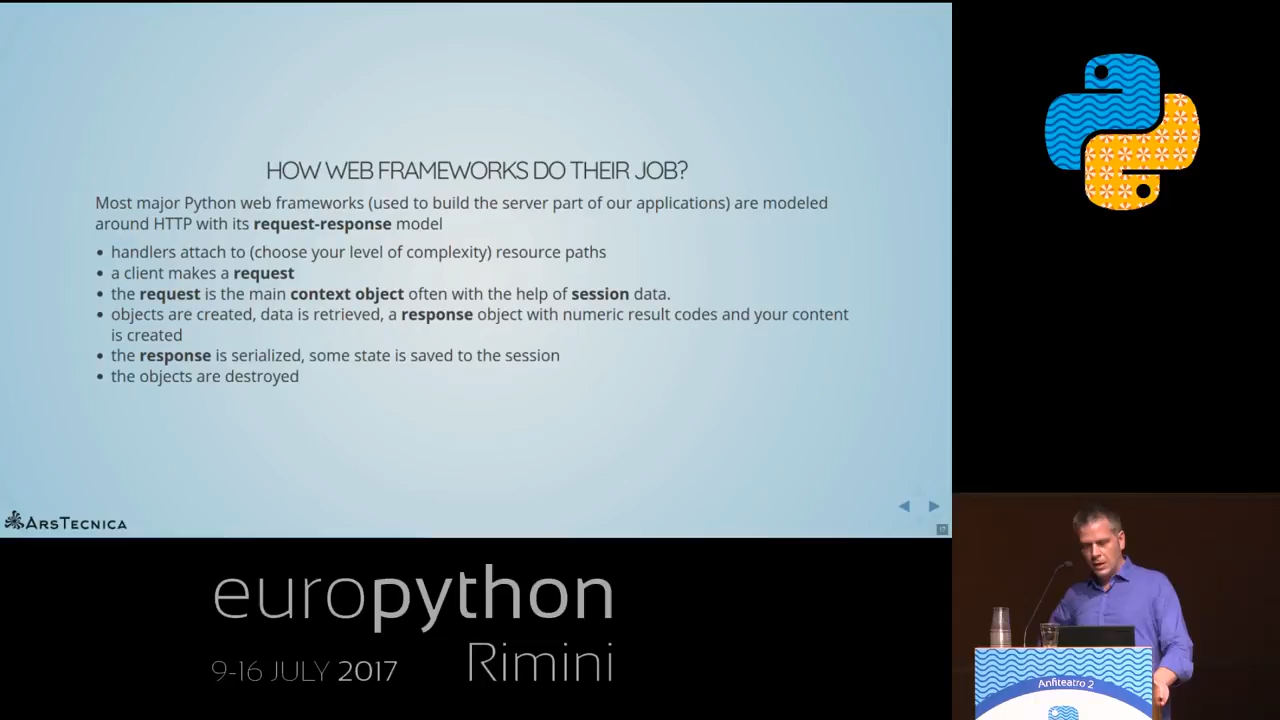 HOW WEB FRAMEWORKS DO THEIR JOB?
Most major Python web frameworks (used to build the server part of our applications) are modeled
around HTTP with its request-response model
• handlers attach to (choose your level of complexity) resource paths
• a client makes a request
• the request is the main context object often with the help of session data.
• objects are created, data is retrieved, a response object with numeric result codes and your content
is created
• the response is serialized, some state is saved to the session
• the objects are destroyed
ARSTECNICA
17
europython
9-16 JULY 2017 Rimini
Anfiteatro 2